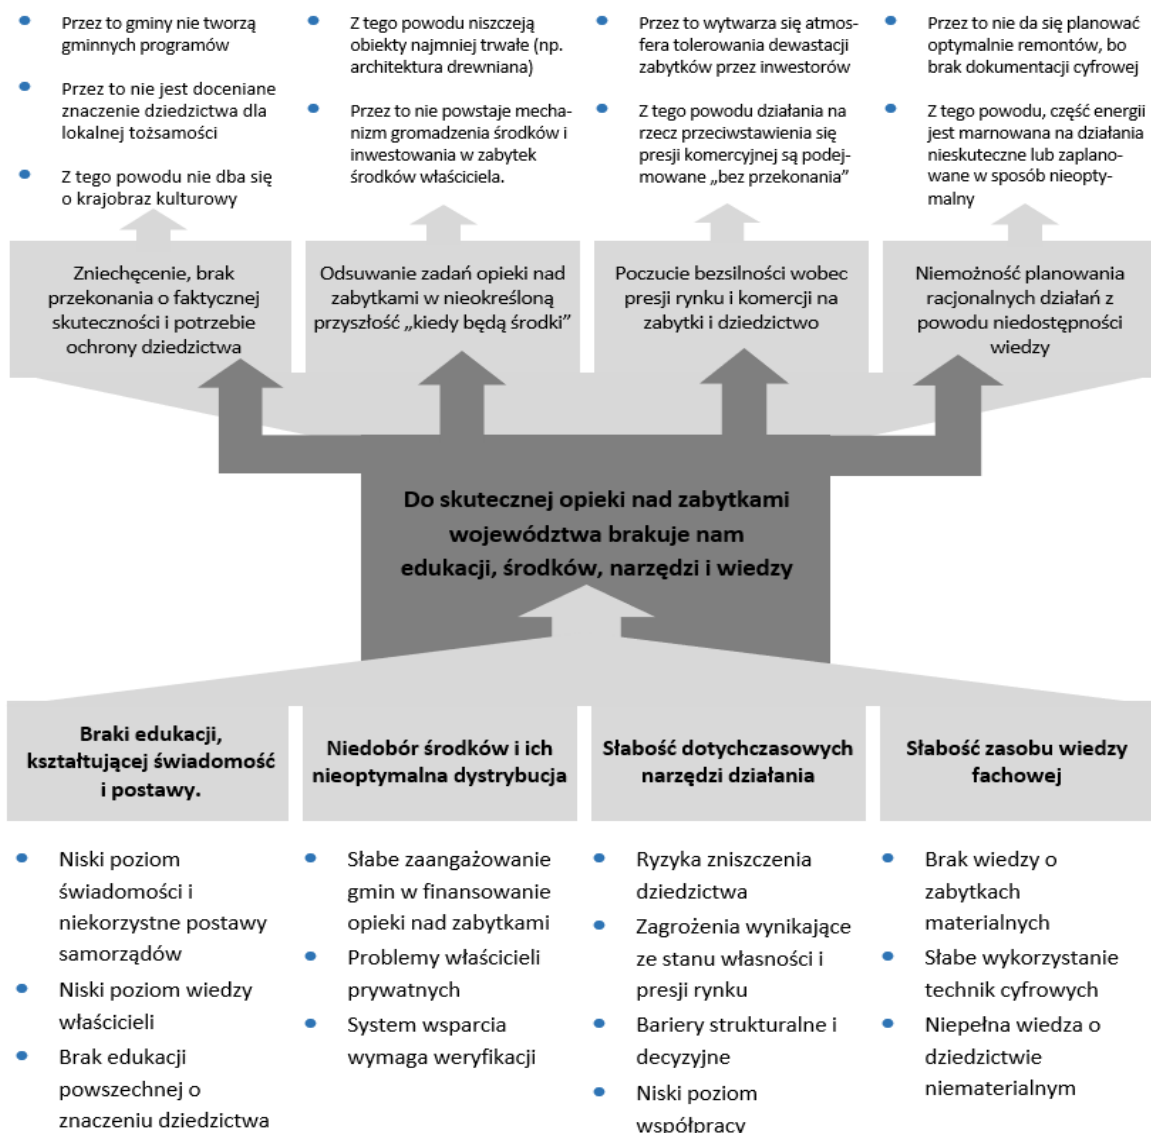 Przez to gminy nie tworzą
gminnych programów
Przez to nie jest doceniane
znaczenie dziedzictwa dla
lokalnej tożsamości
Z tego powodu nie dba się
o krajobraz kulturowy
Z tego powodu niszczeją
obiekty najmniej trwałe (np.
architektura drewniana)
Przez to nie powstaje mecha-
nizm gromadzenia środków i
inwestowania w zabytek
środków właściciela.
Przez to wytwarza się atmos-
fera tolerowania dewastacji
zabytków przez inwestorów
Z tego powodu działania na
rzecz przeciwstawienia się
presji komercyjnej są podej-
mowane „bez przekonania”
Przez to nie da się planować
optymalnie remontów, bo
brak dokumentacji cyfrowej
Z tego powodu, część energii
jest marnowana na działania
nieskuteczne lub zaplano-
wane w sposób nieopty-
malny
Zniechęcenie, brak
przekonania o faktycznej
skuteczności i potrzebie
ochrony dziedzictwa
Odsuwanie zadań opieki nad
zabytkami w nieokreśloną
przyszłość „kiedy będą środki”
Poczucie bezsilności wobec
presji rynku i komercji na
zabytki i dziedzictwo
Niemożność planowania
racjonalnych działań z
powodu niedostępności
wiedzy
Do skutecznej opieki nad zabytkami
województwa brakuje nam
edukacji, środków, narzędzi i wiedzy
Braki edukacji,
kształtującej świadomość
i postawy.
Niedobór środków i ich
nieoptymalna dystrybucja
Słabość dotychczasowych
narzędzi działania
Słabość zasobu wiedzy
fachowej
Niski poziom
świadomości i
niekorzystne postawy
samorządów
Niski poziom wiedzy
właścicieli
Brak edukacji
powszechnej o
znaczeniu dziedzictwa
Słabe zaangażowanie
gmin w finansowanie
opieki nad zabytkami
Problemy właścicieli
prywatnych
System wsparcia
wymaga weryfikacji
Ryzyka zniszczenia
dziedzictwa
Zagrożenia wynikające
ze stanu własności i
presji rynku
Bariery strukturalne i
decyzyjne
Niski poziom
współpracy
Brak wiedzy o
zabytkach
materialnych
Słabe wykorzystanie
technik cyfrowych
Niepełna wiedza o
dziedzictwie
niematerialnym